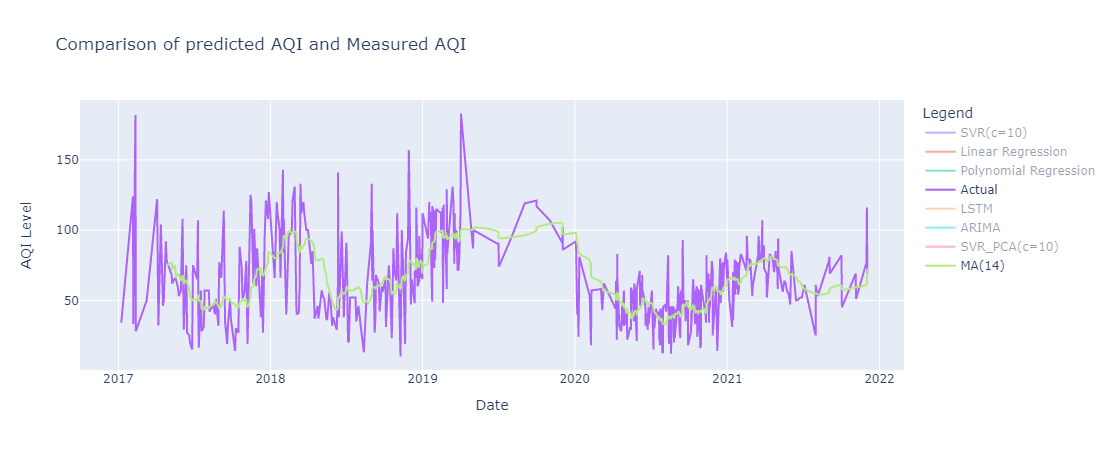 Comparison of predicted AQI and Measured AQI
Legend
SVR(c=10)
Linear Regression
Polynomial Regression
Actual
LSTM
ARIMA
SVR_PCA(c=10)
MA(14)
AQI Level
150
100
50
2017 2018 2019 2020 2021 2022
Date